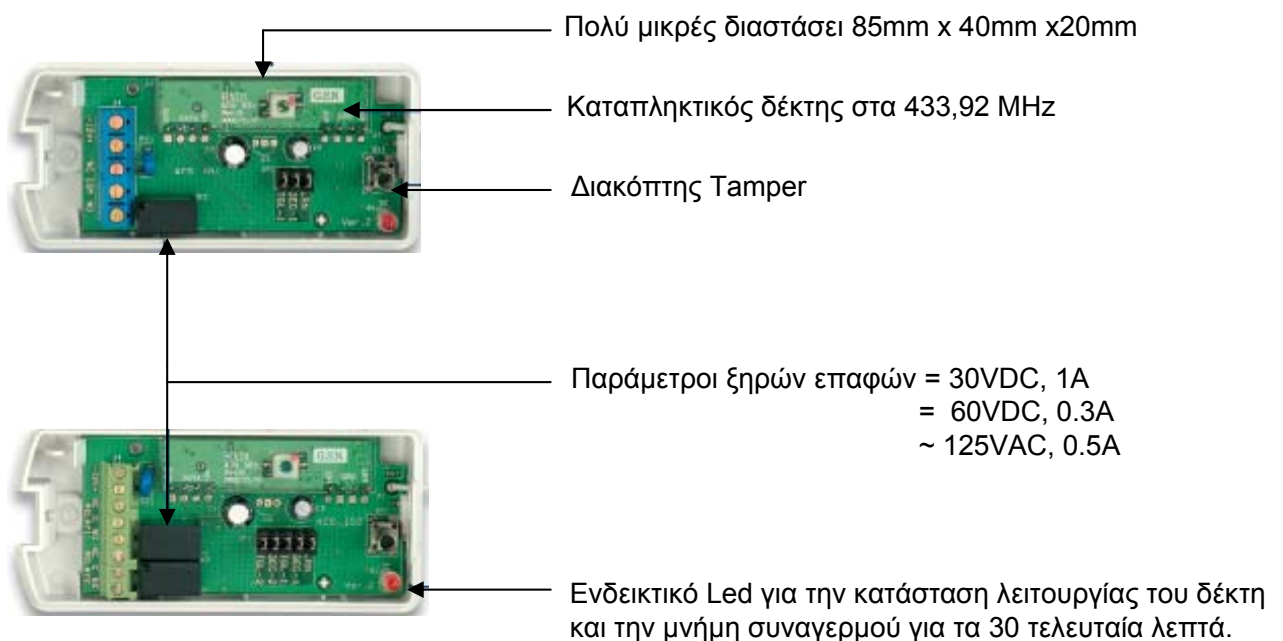 Πολύ μικρές διαστάσει 85mm x 40mm x20mm
Καταπληκτικός δέκτης στα 433,92 MHz
Διακόπτης Tamper
Παράμετροι ξηρών επαφών = 30VDC, 1A
= 60VDC, 0.3A
~ 125VAC, 0.5A
Ενδεικτικό Led για την κατάσταση λειτουργίας του δέκτη
και την μνήμη συναγερμού για τα 30 τελευταία λεπτά.